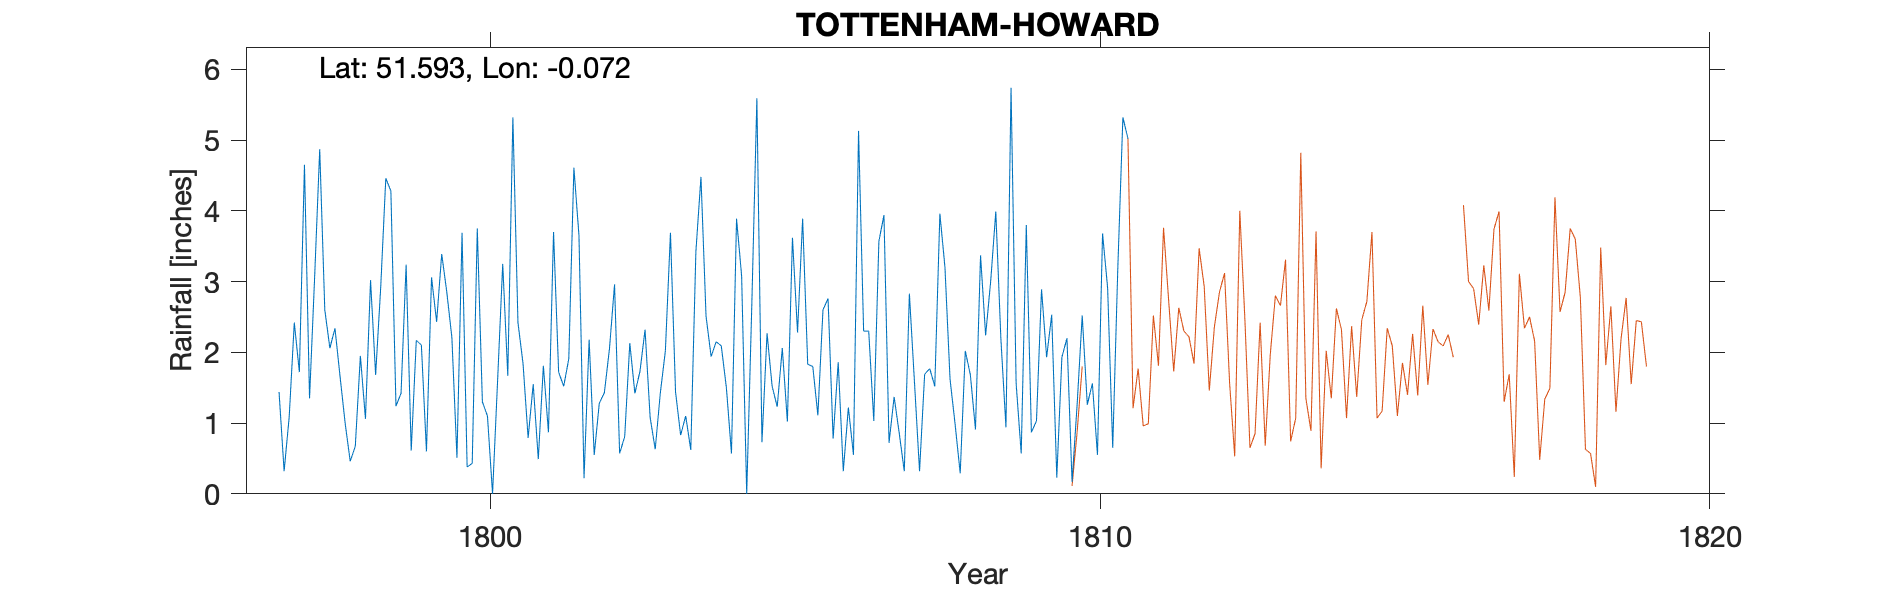 TOTTENHAM-HOWARD
Lat: 51.593, Lon: -0.072
6
5
4
3
2
1
0
Rainfall [inches]
1800 1810 1820
Year